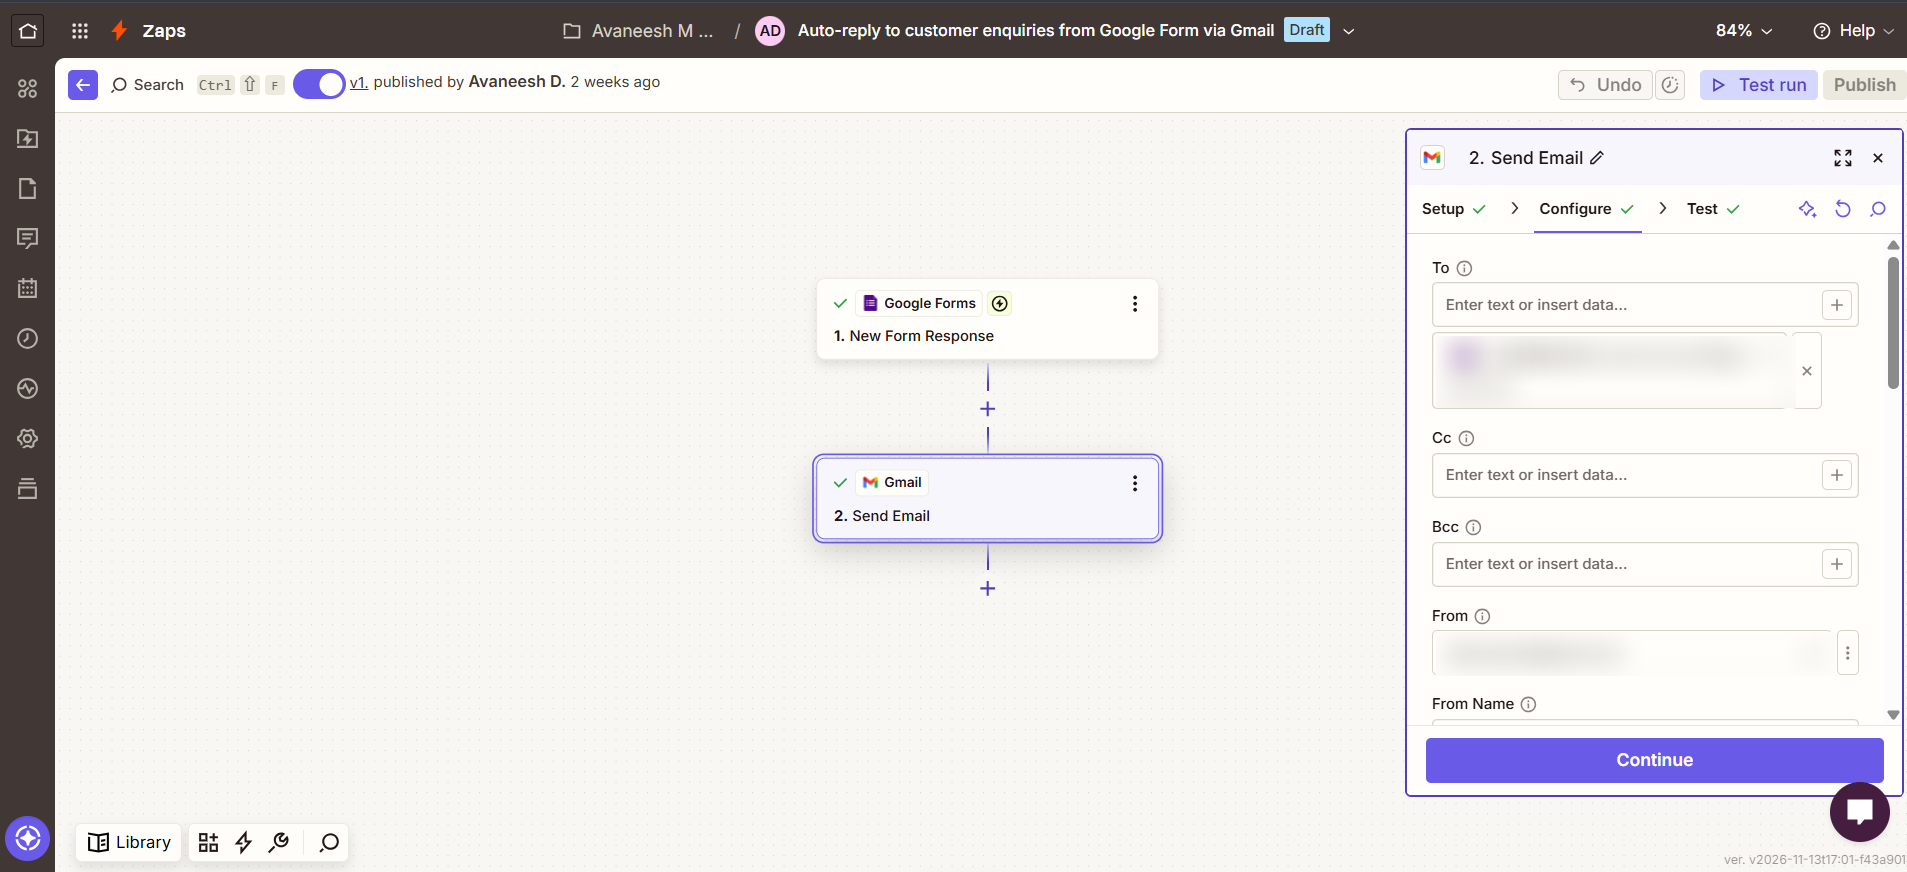 Zaps
Avaneesh M ... / AD Auto-reply to customer enquiries from Google Form via Gmail Draft
84% Help
Search Ctrl ⇧ F v1. published by Avaneesh D. 2 weeks ago
Undo Test run Publish
Google Forms
1. New Form Response
Gmail
2. Send Email
2. Send Email
Setup Configure Test
To
Enter text or insert data...
Cc
Enter text or insert data...
Bcc
Enter text or insert data...
From
From Name
Continue
Library
ver. v2026-11-13t17:01-f43a901